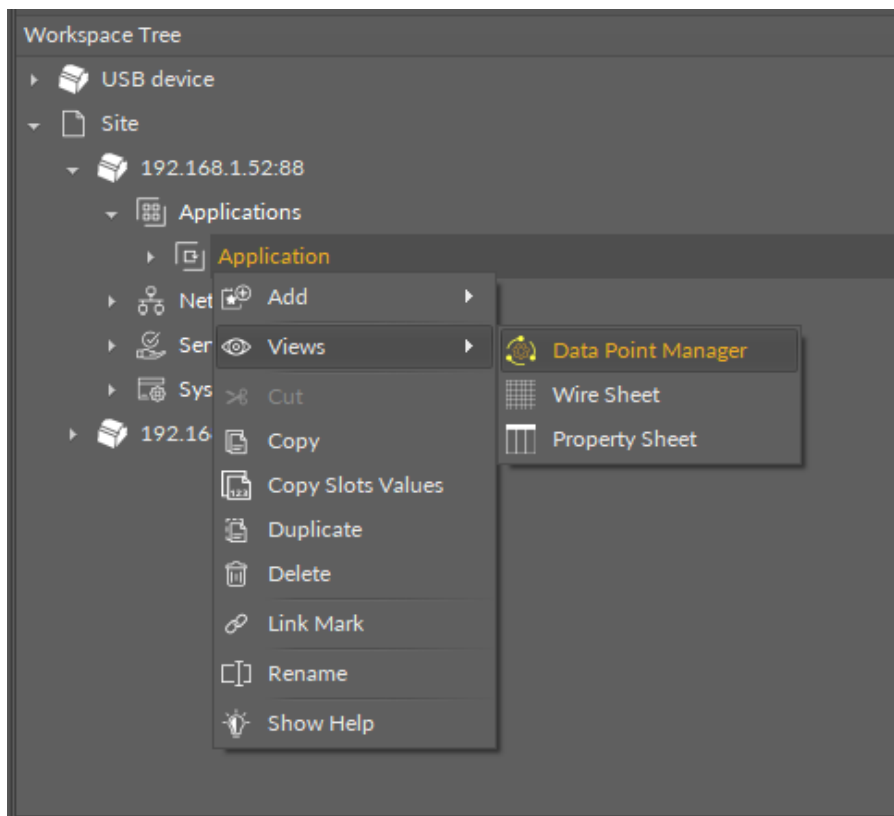 Workspace Tree
USB device
Site
192.168.1.52:88
Applications
Application
Net
Add
Ser
Views
Data Point Manager
Sys
Cut
Wire Sheet
192.16
Copy
Property Sheet
Copy Slots Values
123
Duplicate
Delete
Link Mark
Rename
Show Help